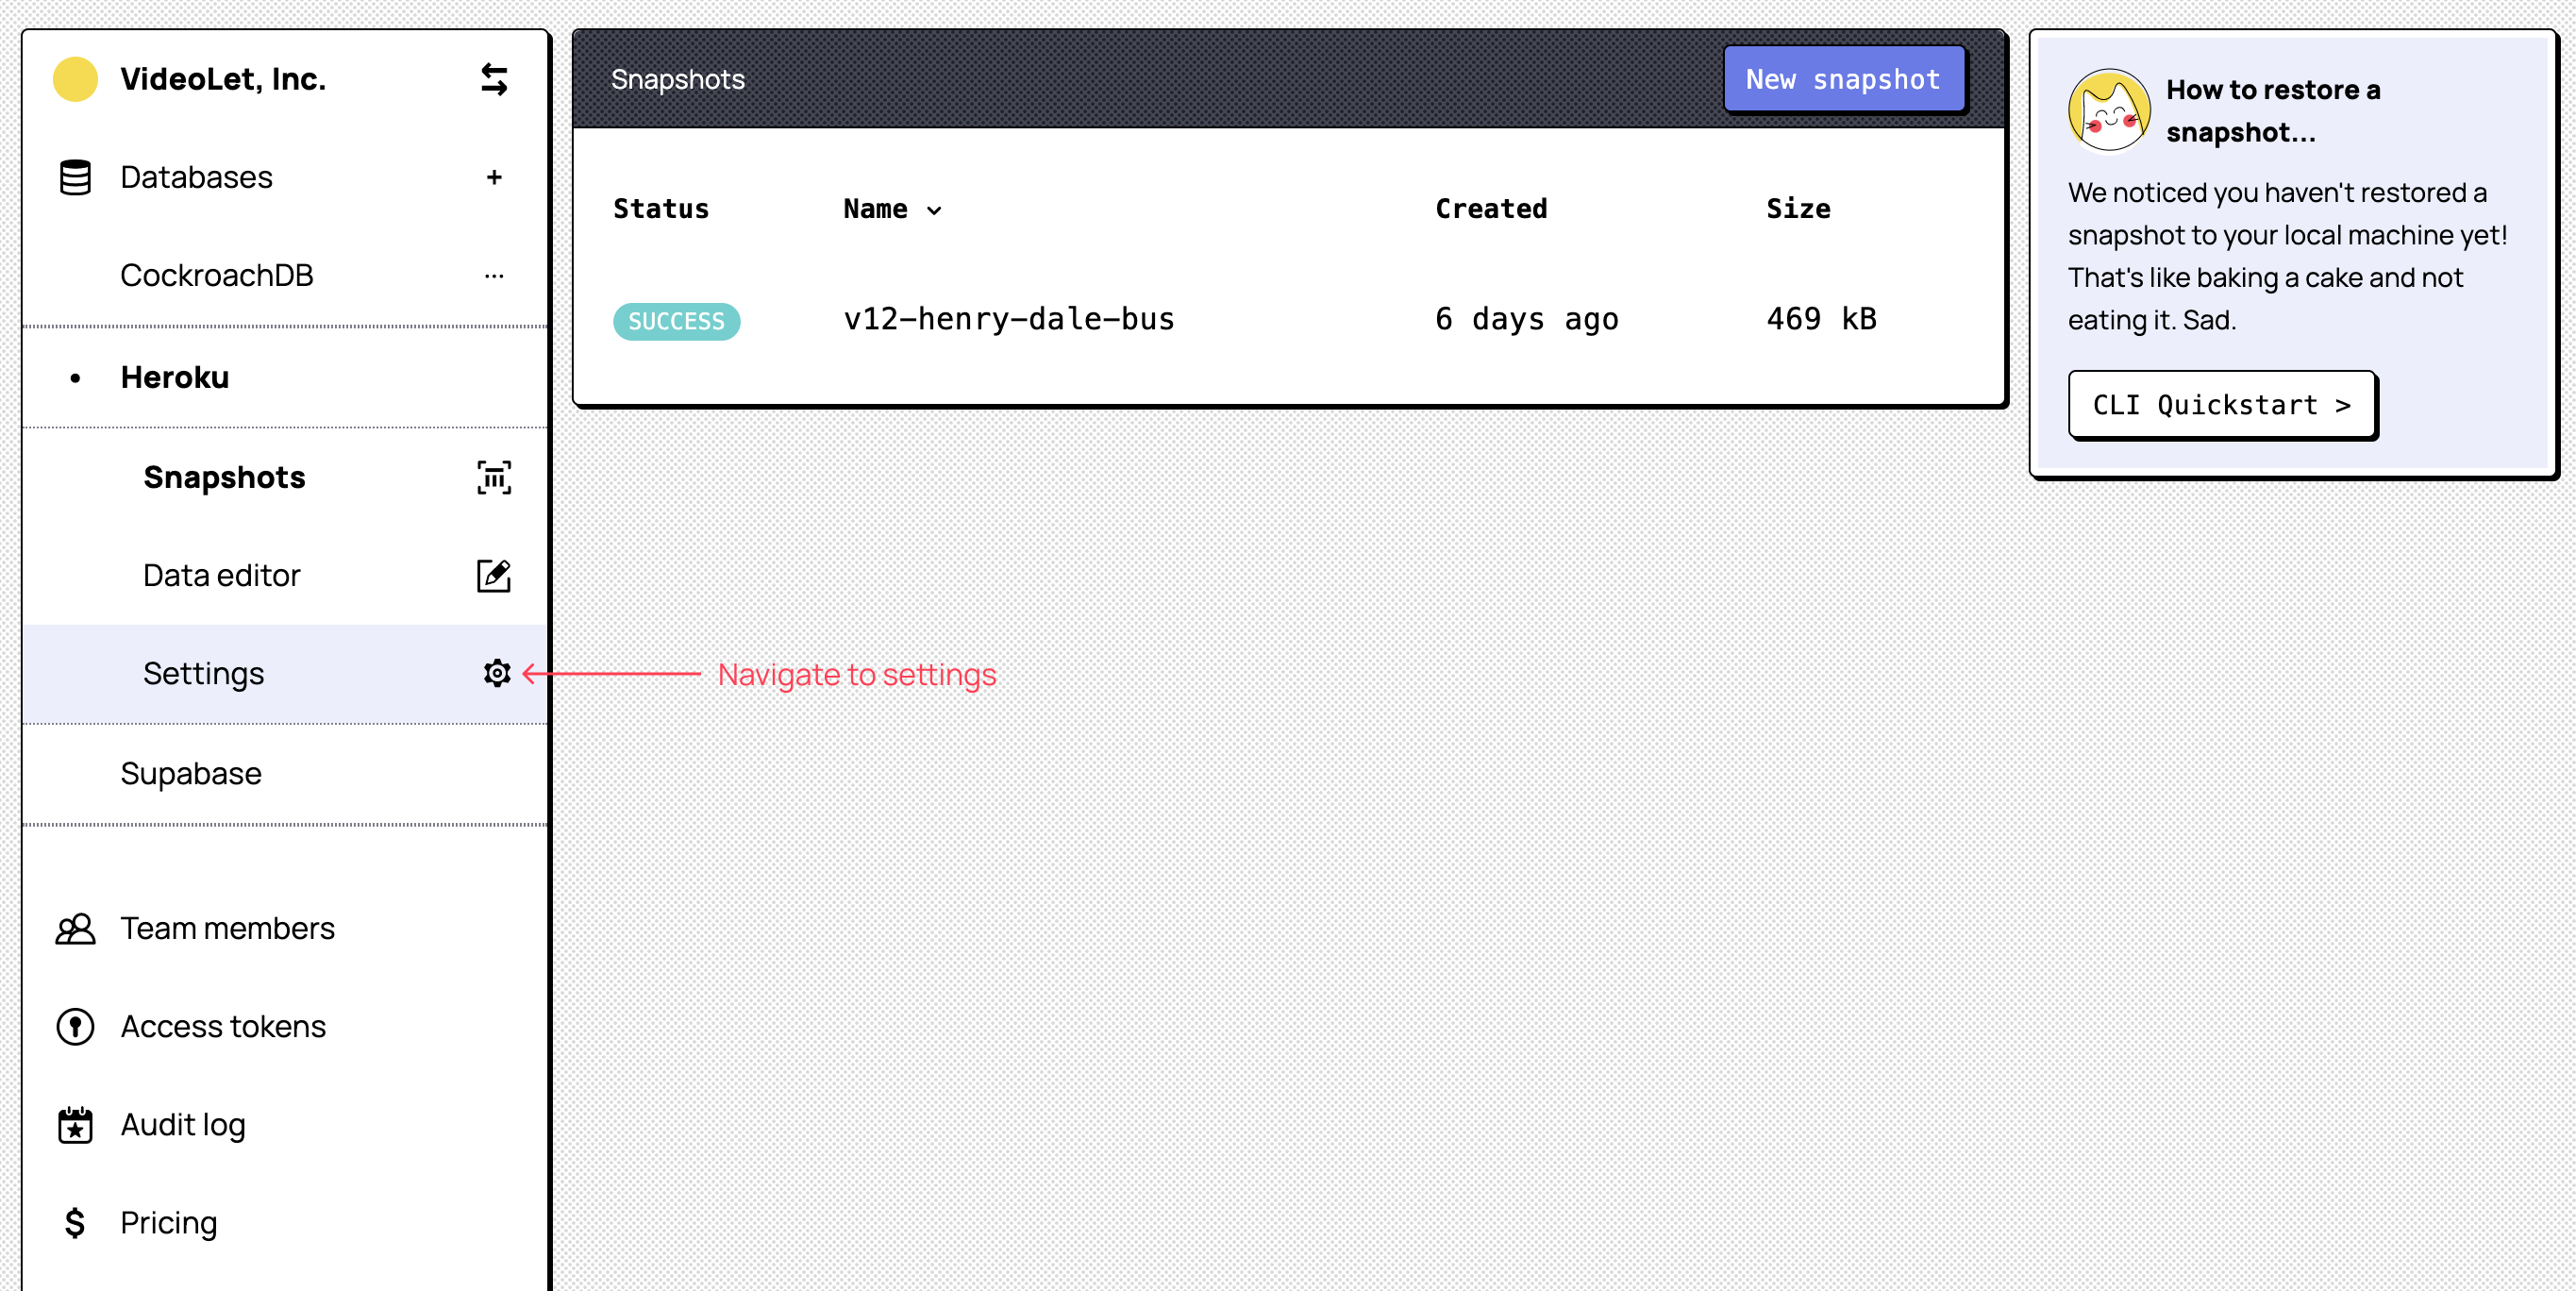 VideoLet, Inc.
Databases +
CockroachDB ...
• Heroku
Snapshots
Data editor
Settings
Supabase
Team members
Access tokens
Audit log
$ Pricing
Snapshots
New snapshot
Status Name Created Size
SUCCESS v12-henry-dale-bus 6 days ago 469 kB
Navigate to settings
How to restore a
snapshot...
We noticed you haven't restored a
snapshot to your local machine yet!
That's like baking a cake and not
eating it. Sad.
CLI Quickstart >